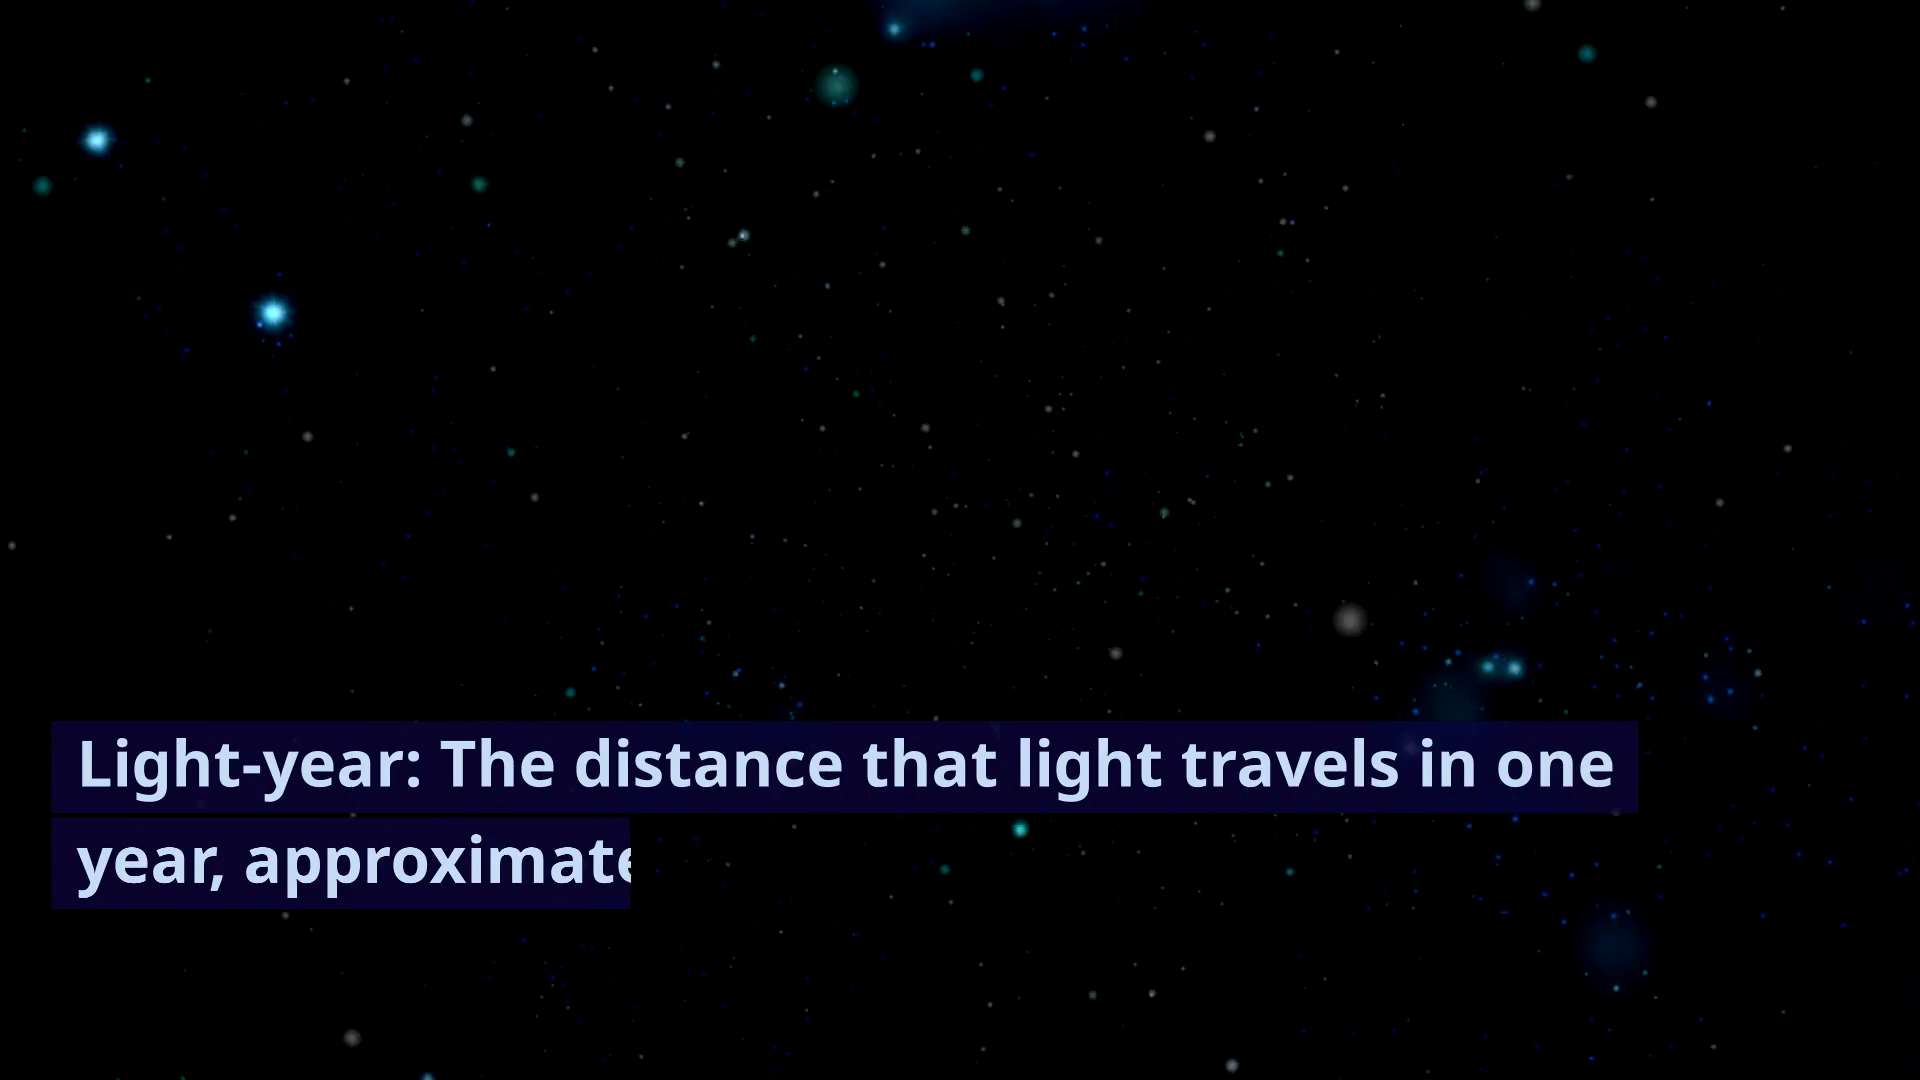 Light-year: The distance that light travels in one
year, approximate